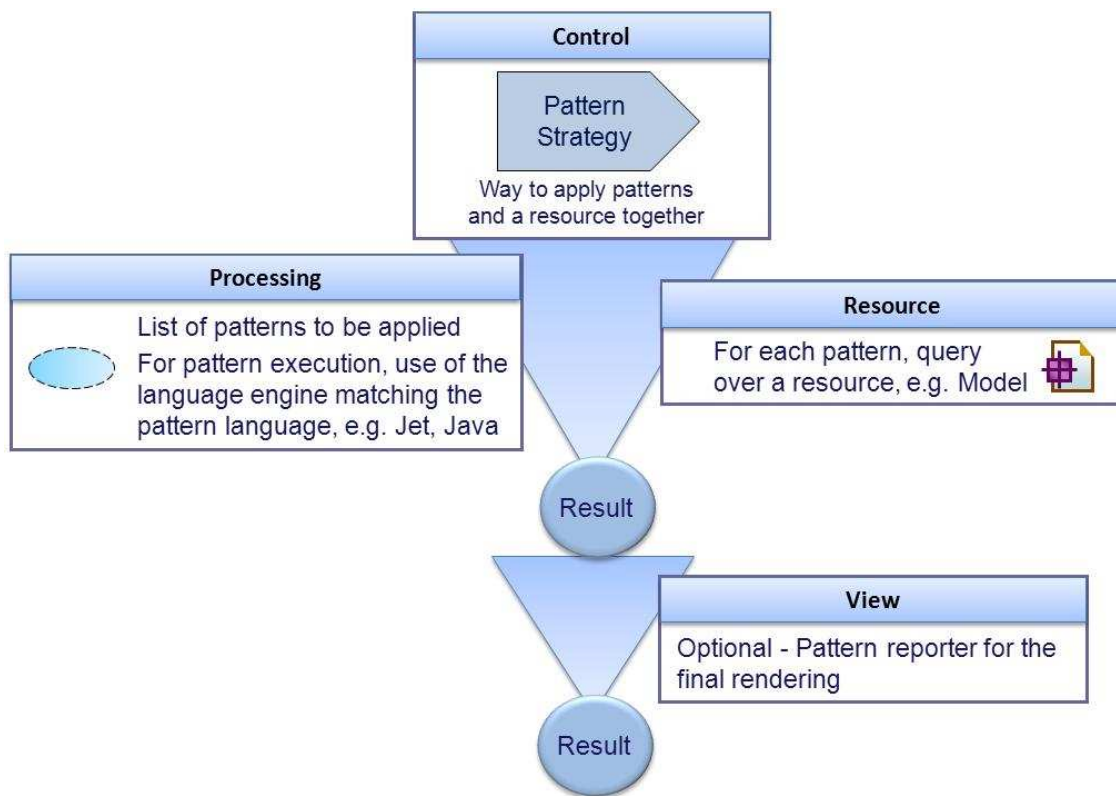 Control
Pattern
Strategy
Way to apply patterns
and a resource together
Processing
List of patterns to be applied
For pattern execution, use of the
language engine matching the
pattern language, e.g. Jet, Java
Resource
For each pattern, query
over a resource, e.g. Model
Result
View
Optional - Pattern reporter for the
final rendering
Result